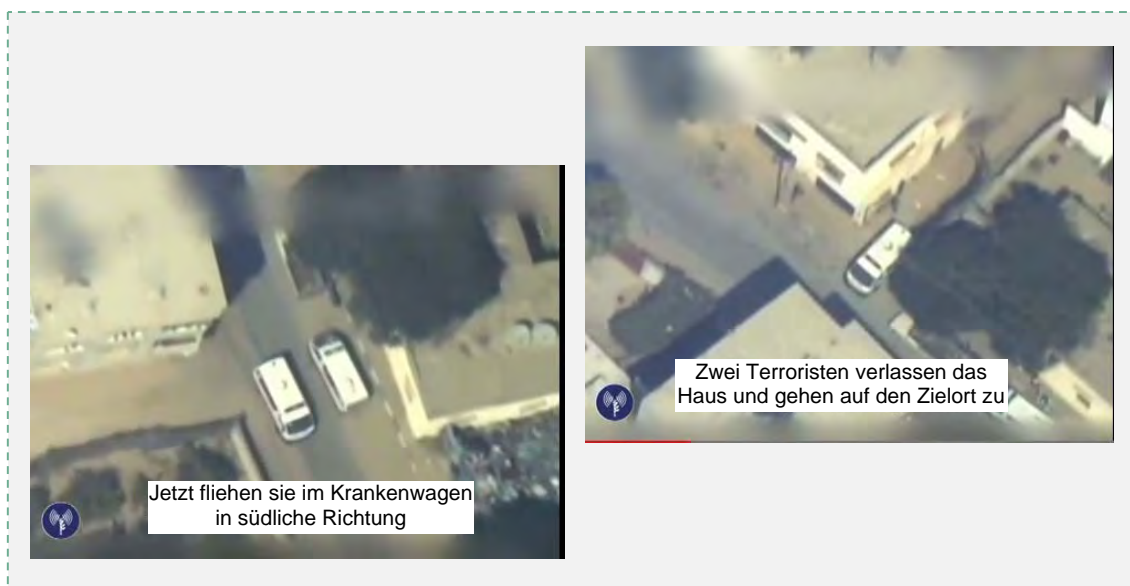 Jetzt fliehen sie im Krankenwagen
in südliche Richtung
Zwei Terroristen verlassen das
Haus und gehen auf den Zielort zu